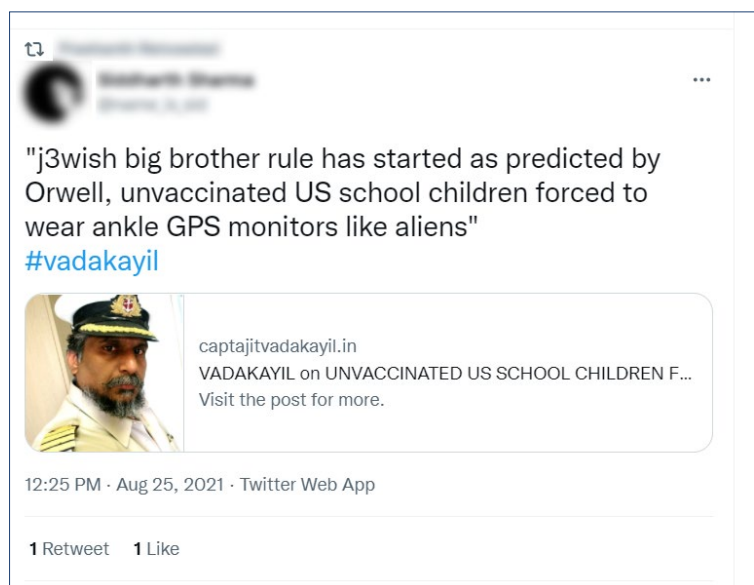 "j3wish big brother rule has started as predicted by
Orwell, unvaccinated US school children forced to
wear ankle GPS monitors like aliens"
#vadakayil
captajitvadakayil.in
VADAKAYIL on UNVACCINATED US SCHOOL CHILDREN F...
Visit the post for more.
12:25 PM · Aug 25, 2021 · Twitter Web App
1 Retweet 1 Like